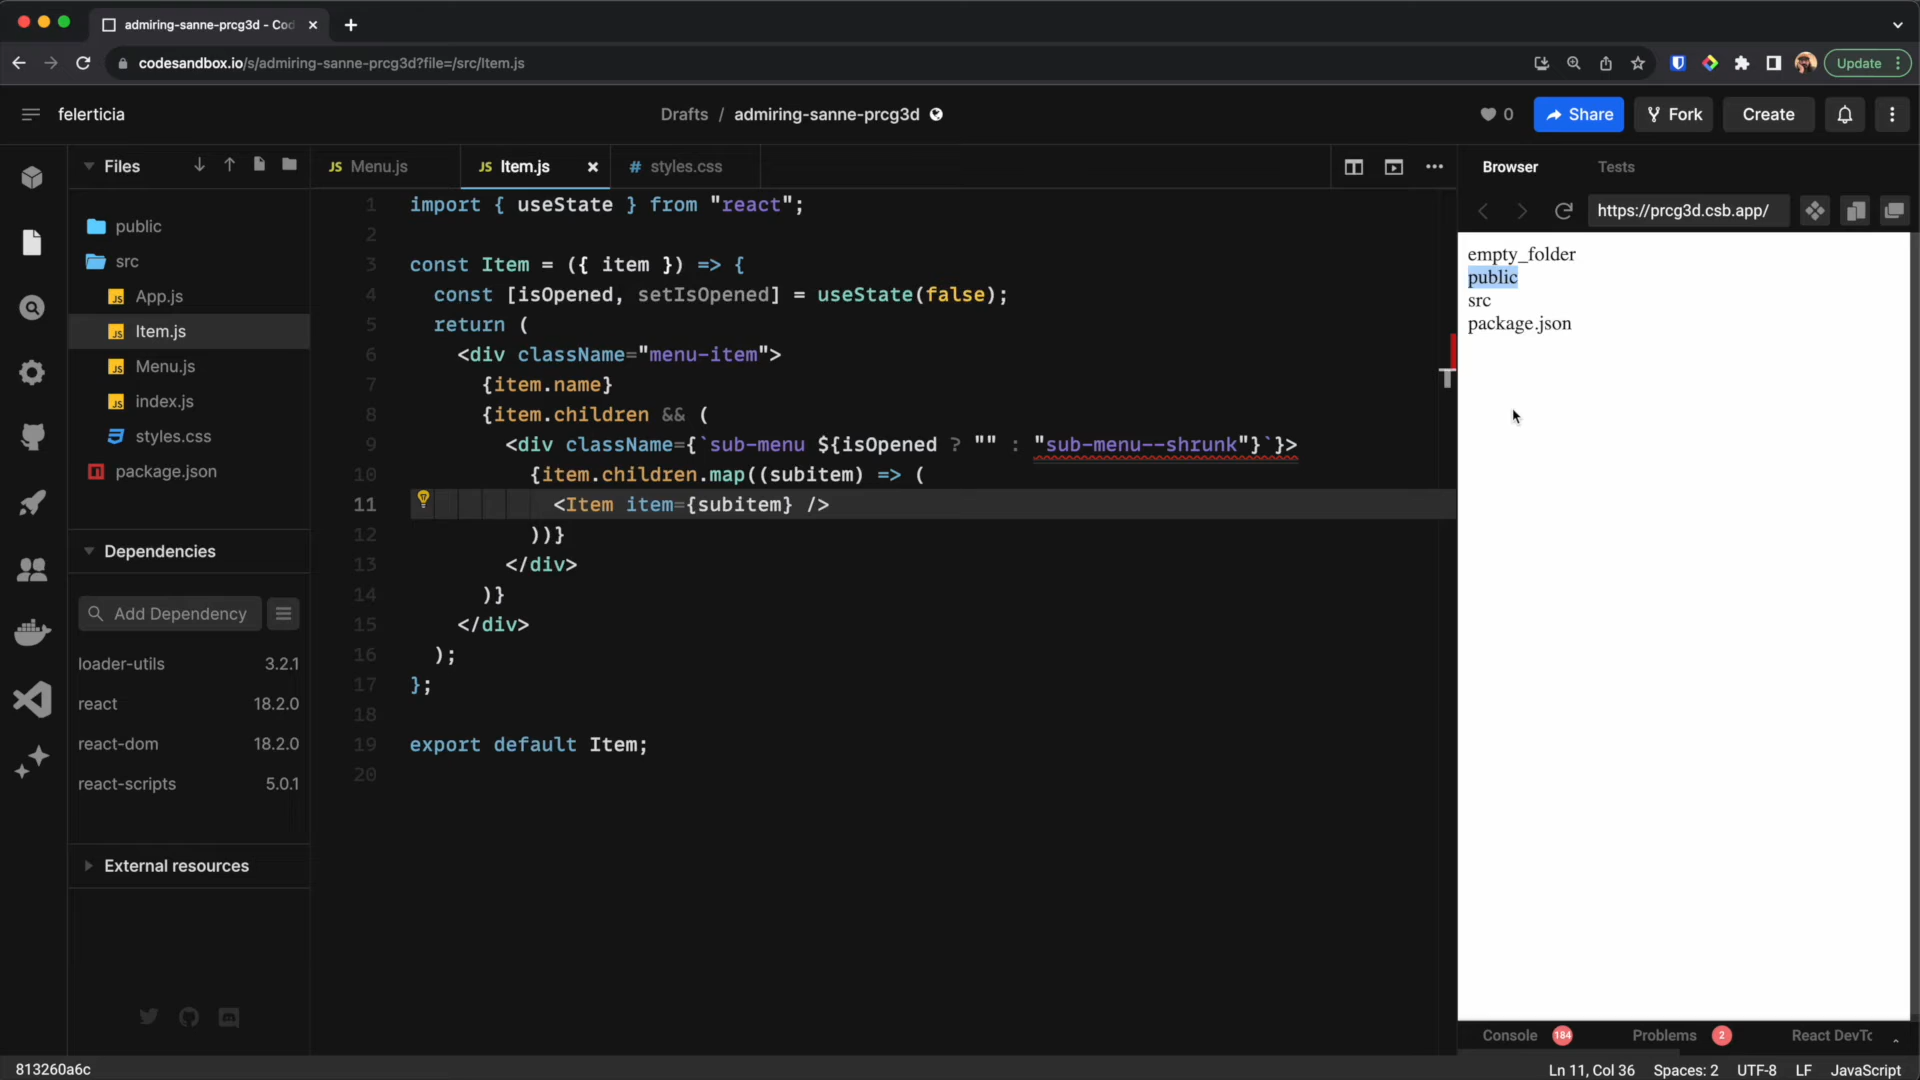 admiring-sanne-prcg3d - Cod
codesandbox.io/s/admiring-sanne-prcg3d?file=/src/Item.js
Update
felerticia
Drafts / admiring-sanne-prcg3d
0
Share
Fork
Create
Files
JS Menu.js
JS Item.js
# styles.css
Browser
Tests
https://prcg3d.csb.app/
public
src
JS App.js
JS Item.js
JS Menu.js
JS index.js
styles.css
package.json
Dependencies
Add Dependency
loader-utils 3.2.1
react 18.2.0
react-dom 18.2.0
react-scripts 5.0.1
External resources
1 import { useState } from "react";
2
3 const Item = ({ item }) => {
4 const [isOpened, setIsOpened] = useState(false);
5 return (
6 <div className="menu-item">
7 {item.name}
8 {item.children && (
9 <div className={`sub-menu ${isOpened ? "" : "sub-menu--shrunk"}`}>
10 {item.children.map((subitem) => (
11 <Item item={subitem} />
12 ))}
13 </div>
14 )}
15 </div>
16 );
17 };
18
19 export default Item;
20
empty_folder
public
src
package.json
Console 184
Problems 2
React DevTo
813260a6c
Ln 11, Col 36
Spaces: 2
UTF-8
LF
JavaScript